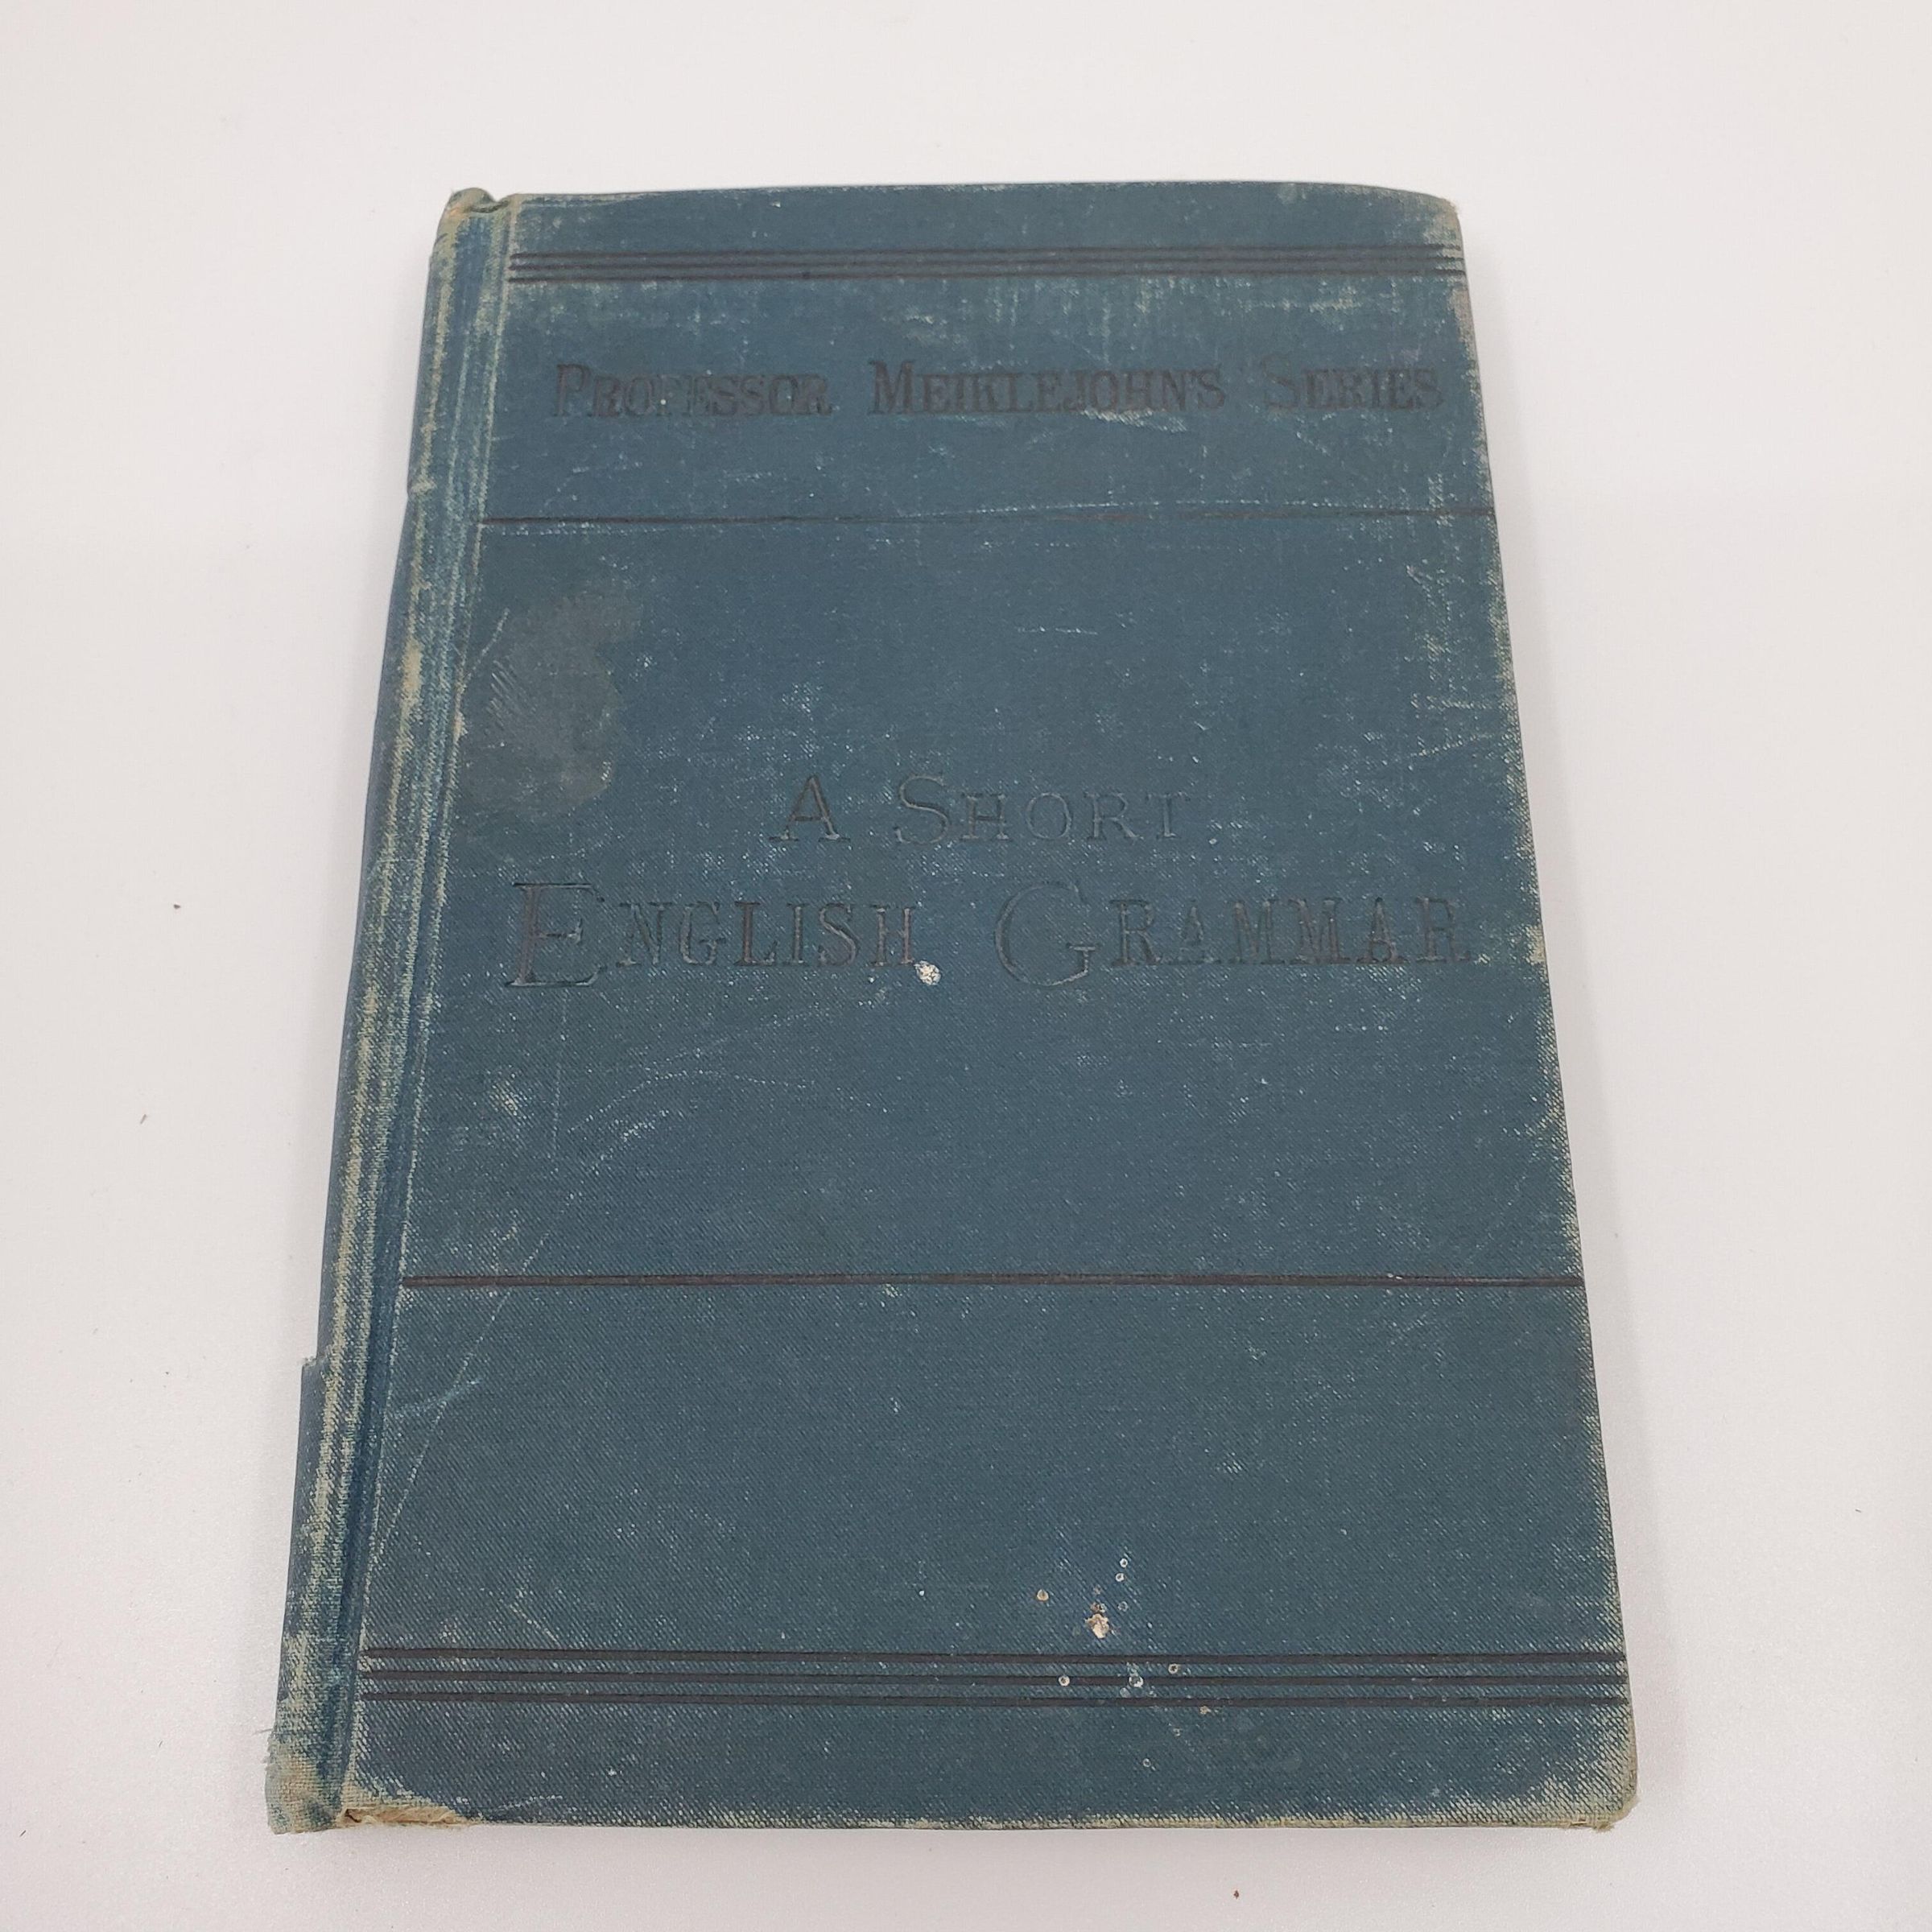 PROFESSOR MEIKLEJOHN'S SERIES
A SHORT
ENGLISH GRAMMAR